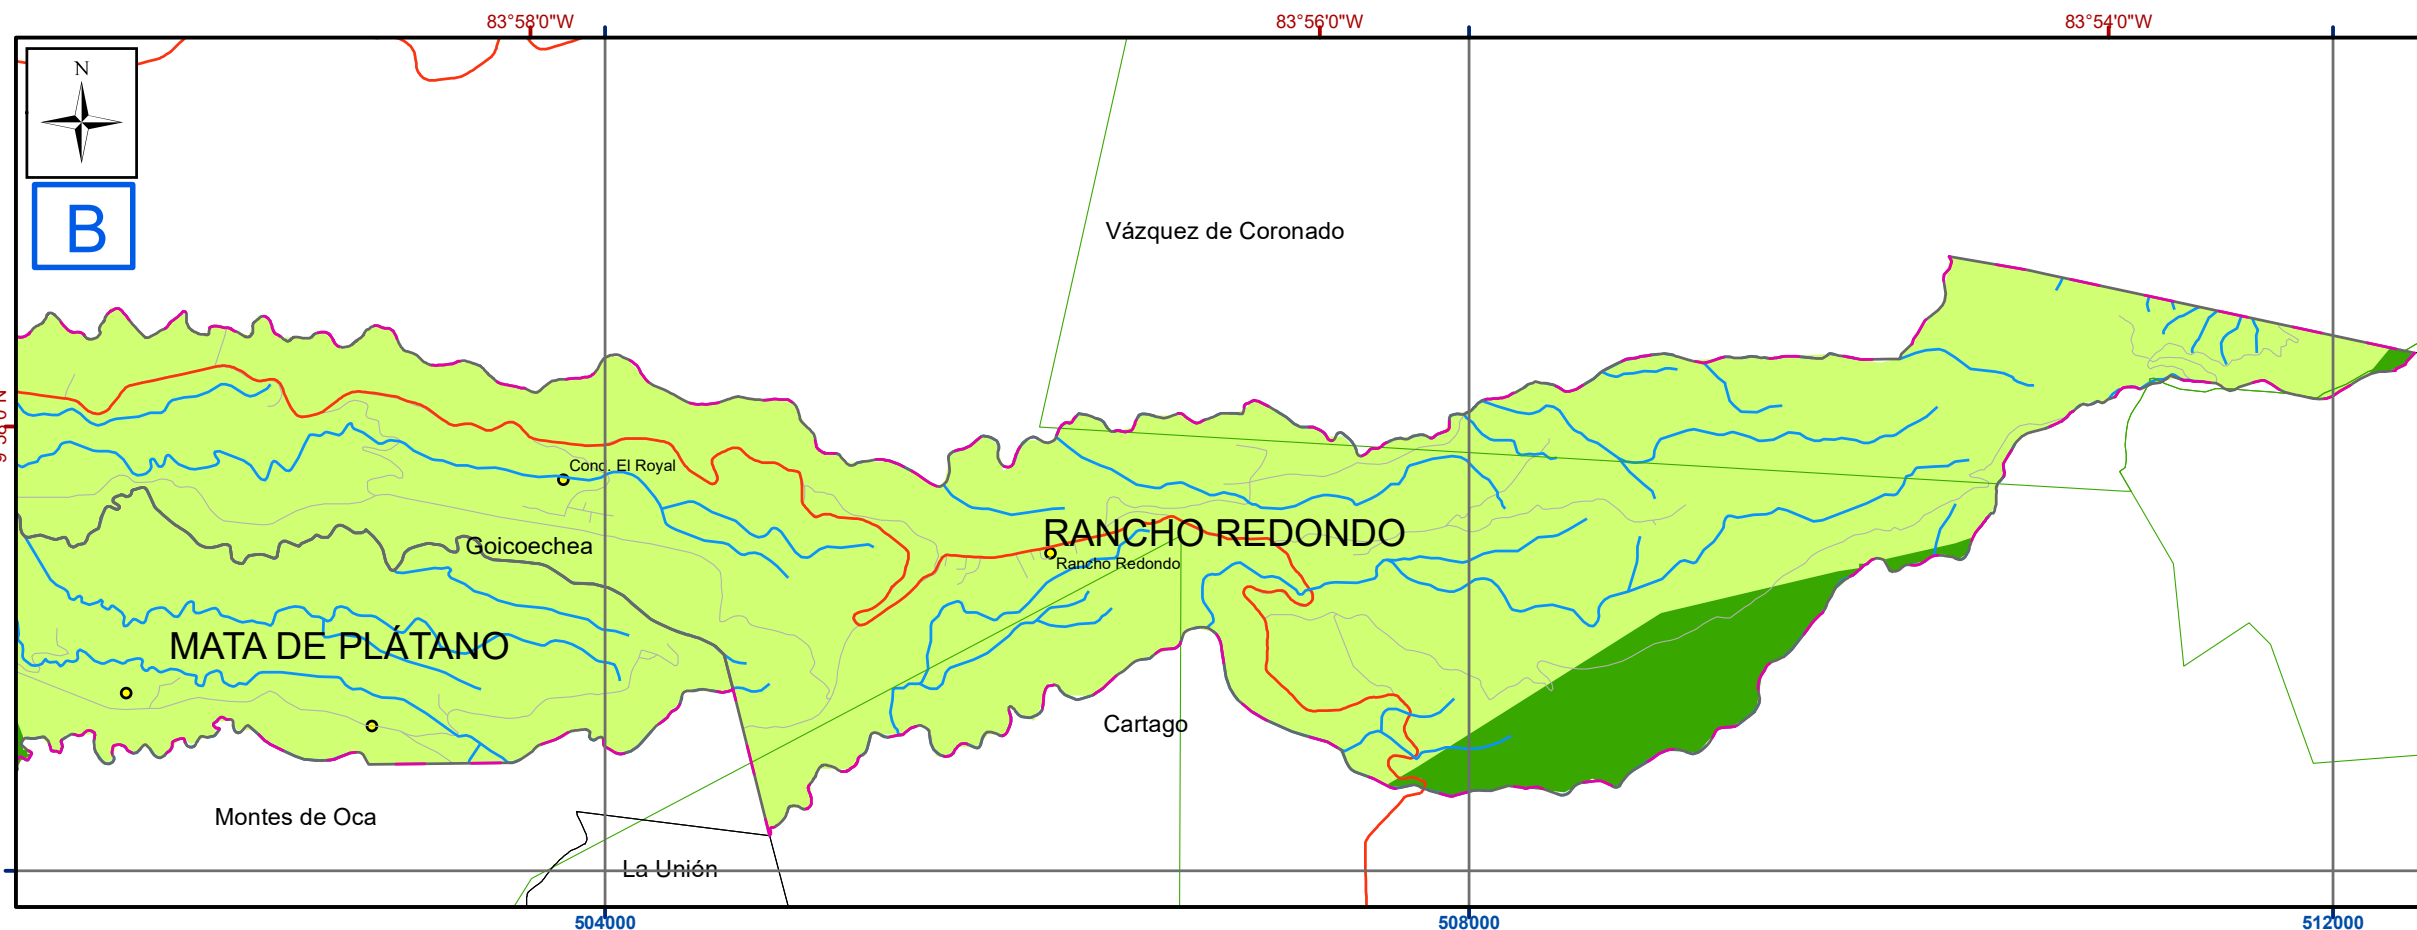 83°58'0"W 83°56'0"W 83°54'0"W
N
B
Vázquez de Coronado
Cond. El Royal
RANCHO REDONDO
Goicoechea
Rancho Redondo
MATA DE PLÁTANO
Cartago
Montes de Oca
La Unión
504000 508000 512000